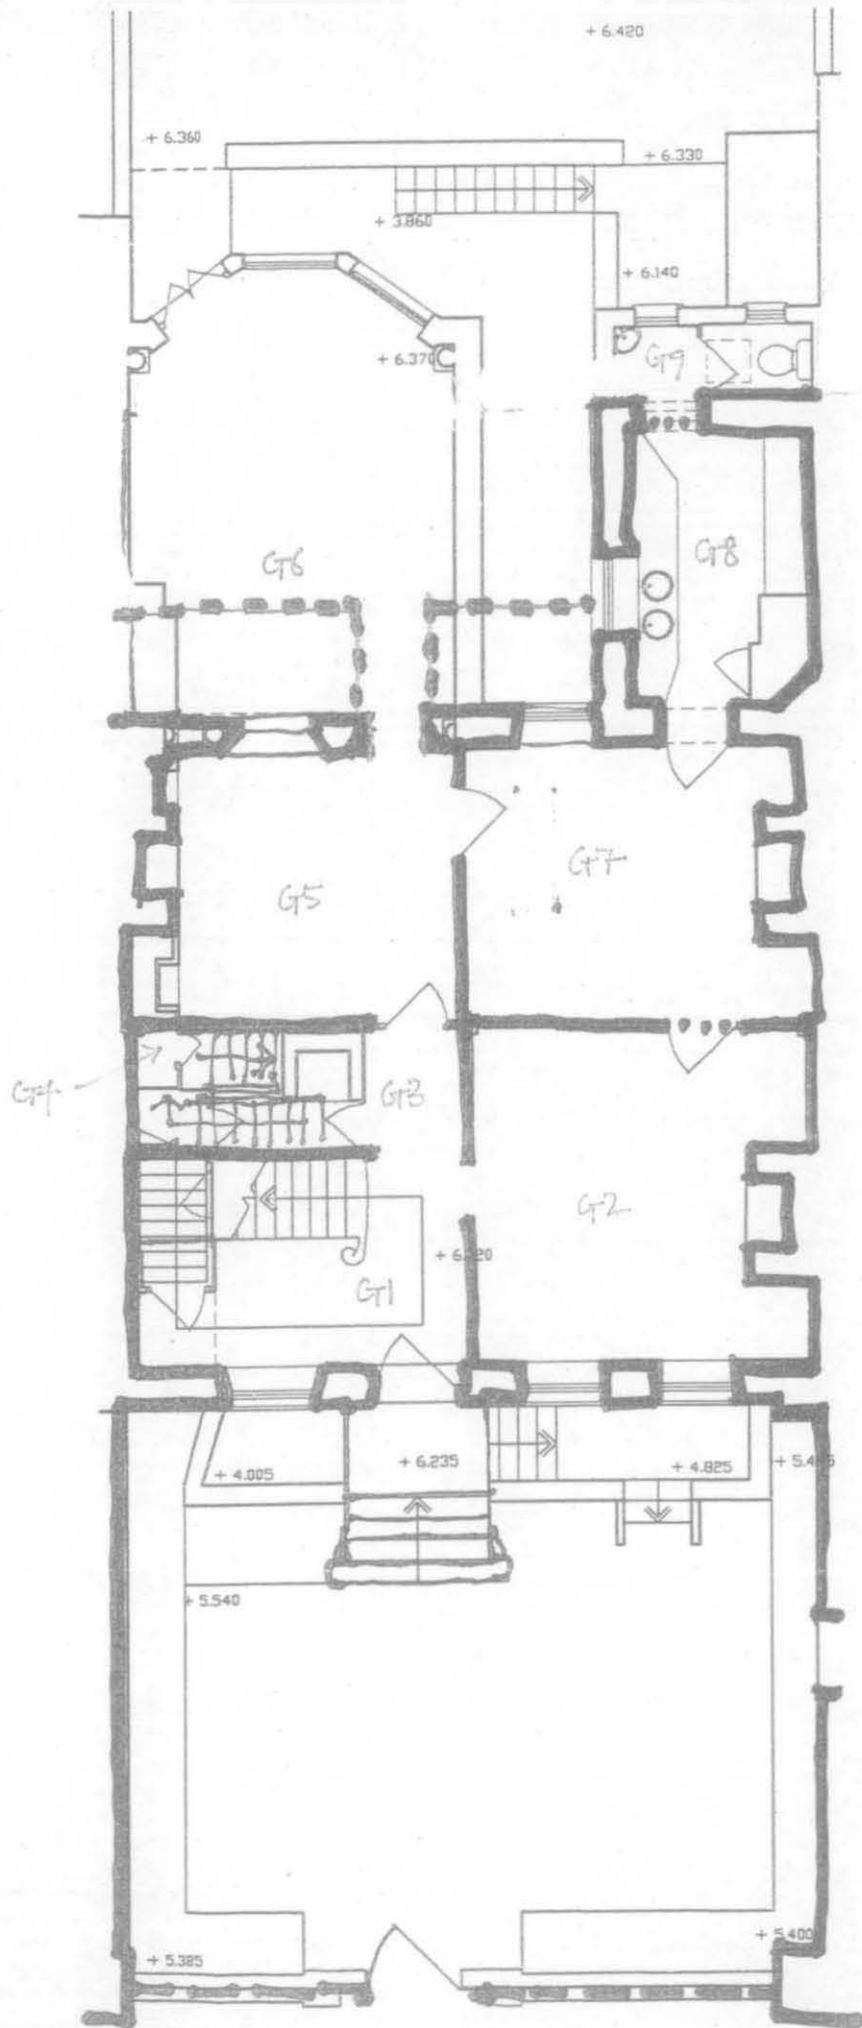 + 6.420
+ 6.360
+ 6.330
+ 3.860
+ 6.140
+ 6.370
G9
G6
G8
G7
G5
G4
G3
G2
G1
+ 4.005
+ 6.235
+ 4.825
+ 5.540
+ 5.385
+ 5.400